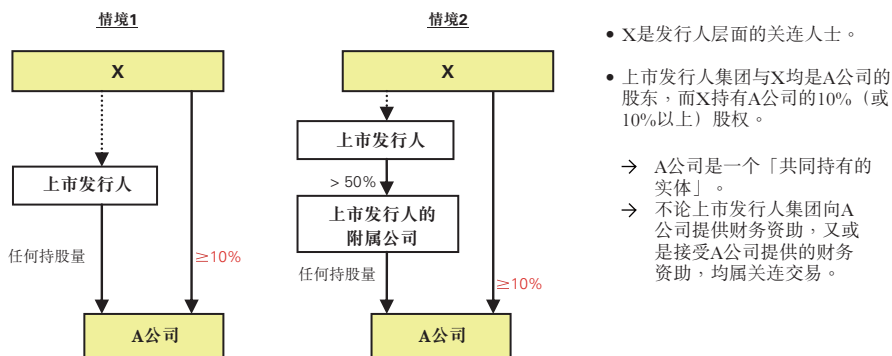 情境1
X
上市发行人
任何持股量
≥10%
A公司
情境2
X
上市发行人
> 50%
上市发行人的
附属公司
任何持股量
≥10%
A公司
• X是发行人层面的关连人士。
• 上市发行人集团与X均是A公司的
股东，而X持有A公司的10%（或
10%以上）股权。
→ A公司是一个「共同持有的
实体」。
→ 不论上市发行人集团向A
公司提供财务资助，又或
是接受A公司提供的财务
资助，均属关连交易。